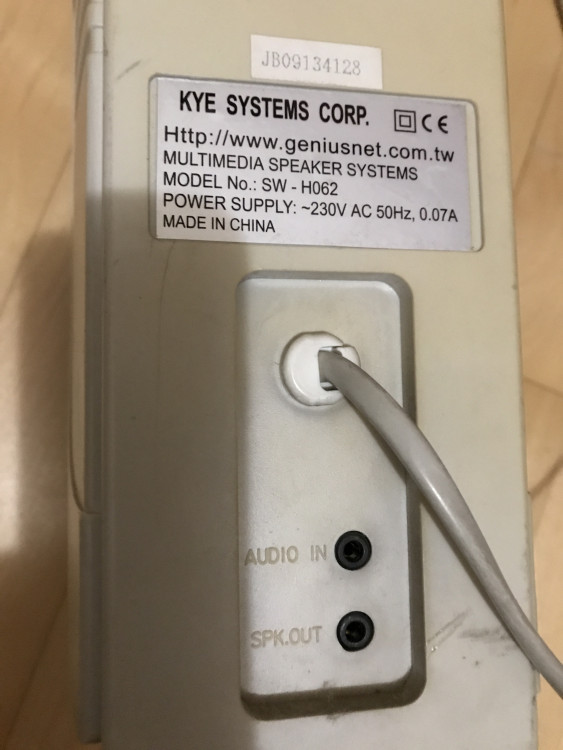 JB09134128
KYE SYSTEMS CORP. CE
Http://www.geniusnet.com.tw
MULTIMEDIA SPEAKER SYSTEMS
MODEL No.: SW - H062
POWER SUPPLY: ~230V AC 50Hz, 0.07A
MADE IN CHINA
AUDIO IN
SPK.OUT